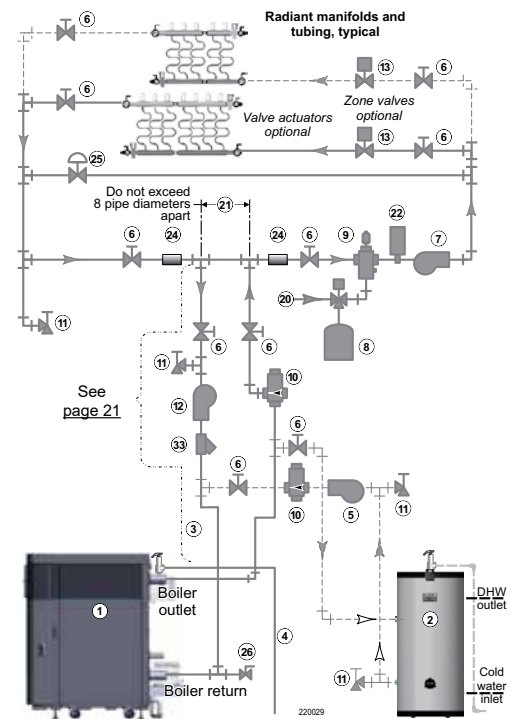 Radiant manifolds and
tubing, typical
6
13
6
6
Valve actuators
optional
Zone valves
optional
13
6
25
Do not exceed
8 pipe diameters
apart
21
6
24
24
6
9
22
7
20
11
6
6
8
11
See
page 21
12
10
6
33
6
10
5
11
3
1
Boiler
outlet
2
DHW
outlet
4
26
11
Cold
water
inlet
Boiler return
220029